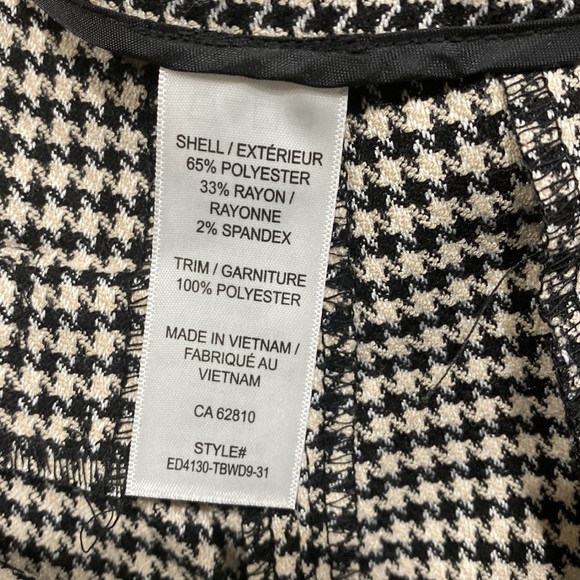 SHELL / EXTÉRIEUR
65% POLYESTER
33% RAYON /
RAYONNE
2% SPANDEX
TRIM / GARNITURE
100% POLYESTER
MADE IN VIETNAM /
FABRIQUÉ AU
VIETNAM
CA 62810
STYLE#
ED4130-TBWD9-31